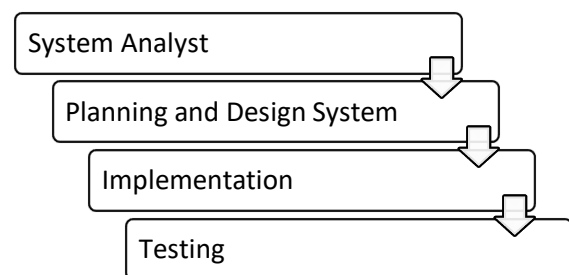 System Analyst
Planning and Design System
Implementation
Testing